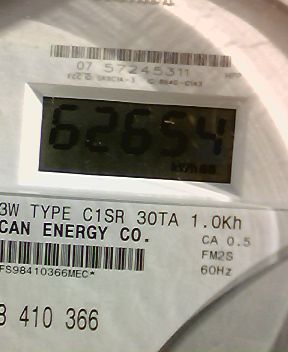 07 57245311
62654
3W TYPE C1SR 30TA 1.0Kh
CAN ENERGY CO.
CA 0.5
FM2S
60Hz
FS98410366MEC*
8 410 366